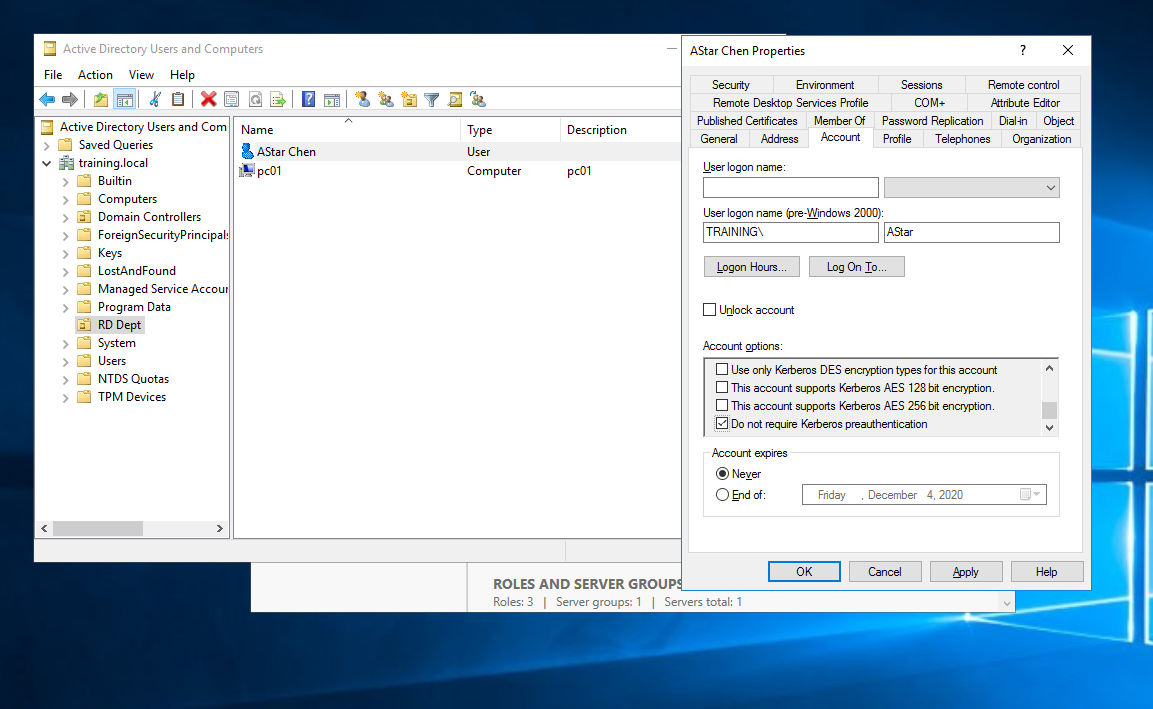 Active Directory Users and Computers
File Action View Help
Active Directory Users and Com
Saved Queries
training.local
Builtin
Computers
Domain Controllers
ForeignSecurityPrincipals
Keys
LostAndFound
Managed Service Accour
Program Data
RD Dept
System
Users
NTDS Quotas
TPM Devices
Name Type Description
AStar Chen User
pc01 Computer pc01
ROLES AND SERVER GROUPS
Roles: 3 | Server groups: 1 | Servers total: 1
AStar Chen Properties
Security Environment Sessions Remote control
Remote Desktop Services Profile COM+ Attribute Editor
Published Certificates Member Of Password Replication Dial-in Object
General Address Account Profile Telephones Organization
User logon name:
User logon name (pre-Windows 2000):
TRAINING\ AStar
Logon Hours... Log On To...
Unlock account
Account options:
Use only Kerberos DES encryption types for this account
This account supports Kerberos AES 128 bit encryption.
This account supports Kerberos AES 256 bit encryption.
Do not require Kerberos preauthentication
Account expires
Never
End of: Friday , December 4, 2020
OK Cancel Apply Help